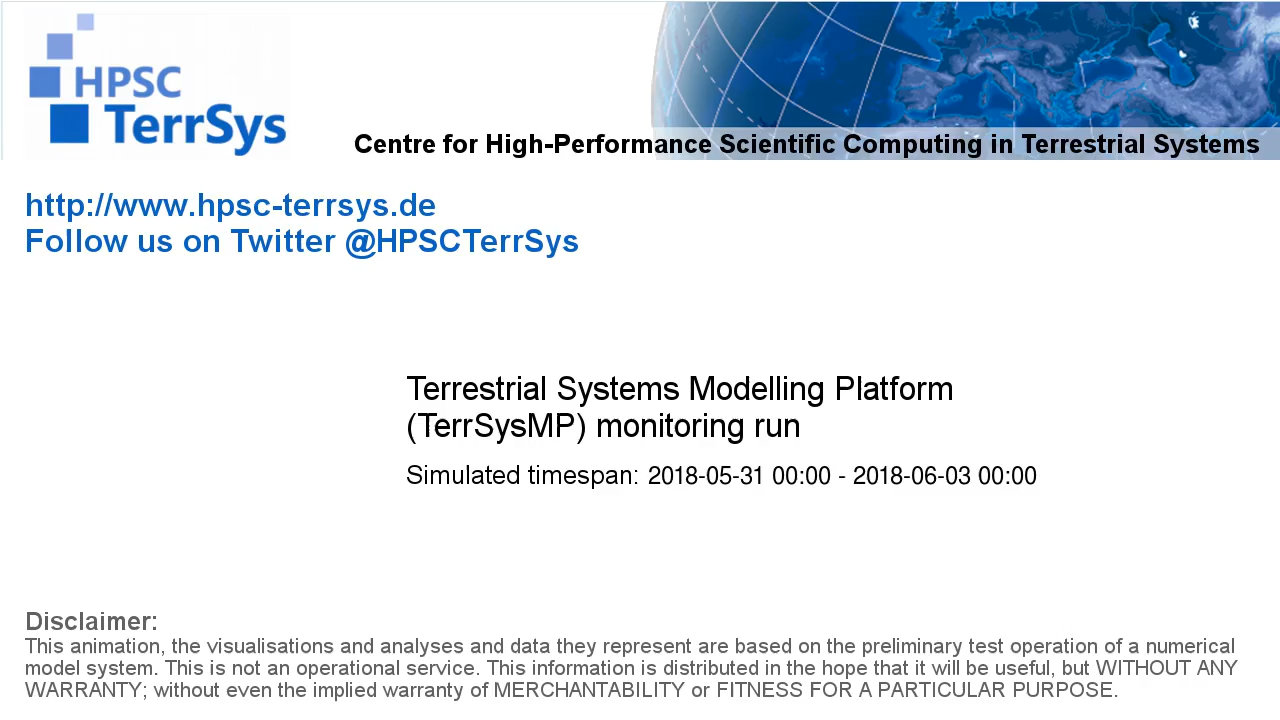 HPSC
TerrSys
Centre for High-Performance Scientific Computing in Terrestrial Systems
http://www.hpsc-terrsys.de
Follow us on Twitter @HPSCTerrSys
Terrestrial Systems Modelling Platform
(TerrSysMP) monitoring run
Simulated timespan: 2018-05-31 00:00 - 2018-06-03 00:00
Disclaimer:
This animation, the visualisations and analyses and data they represent are based on the preliminary test operation of a numerical
model system. This is not an operational service. This information is distributed in the hope that it will be useful, but WITHOUT ANY
WARRANTY; without even the implied warranty of MERCHANTABILITY or FITNESS FOR A PARTICULAR PURPOSE.